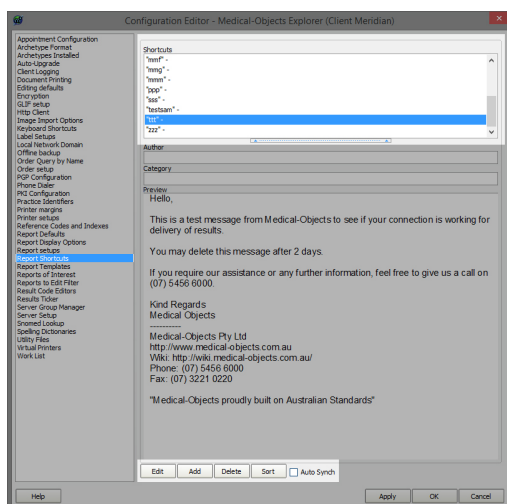 Configuration Editor - Medical-Objects Explorer (Client Meridian)
Appointment Configuration
Archetype Format
Archetypes Installed
Auto-Upgrade
Client Logging
Document Printing
Editing defaults
Encryption
GLIF setup
Http Client
Image Import Options
Keyboard Shortcuts
Label Setups
Local Network Domain
Offline backup
Order Query by Name
Order setup
PGP Configuration
Phone Dialer
PKI Configuration
Practice Identifiers
Printer margins
Printer setups
Reference Codes and Indexes
Report Defaults
Report Display Options
Report setups
Report Shortcuts
Report Templates
Reports of Interest
Reports to Edit Filter
Result Code Editors
Results Ticker
Server Group Manager
Server Setup
Snomed Lookup
Spelling Dictionaries
Utility Files
Virtual Printers
Work List
Shortcuts
"mmf" -
"mmg" -
"mmm" -
"ppp" -
"sss" -
"testsam" -
"ttt" -
"zzz" -
Author
Category
Preview
Hello,
This is a test message from Medical-Objects to see if your connection is working for
delivery of results.
You may delete this message after 2 days.
If you require our assistance or any further information, feel free to give us a call on
(07) 5456 6000.
Kind Regards
Medical Objects
----------
Medical-Objects Pty Ltd
http://www.medical-objects.com.au
Wiki: http://wiki.medical-objects.com.au/
Phone: (07) 5456 6000
Fax: (07) 3221 0220
"Medical-Objects proudly built on Australian Standards"
Edit Add Delete Sort Auto Synch
Help Apply OK Cancel